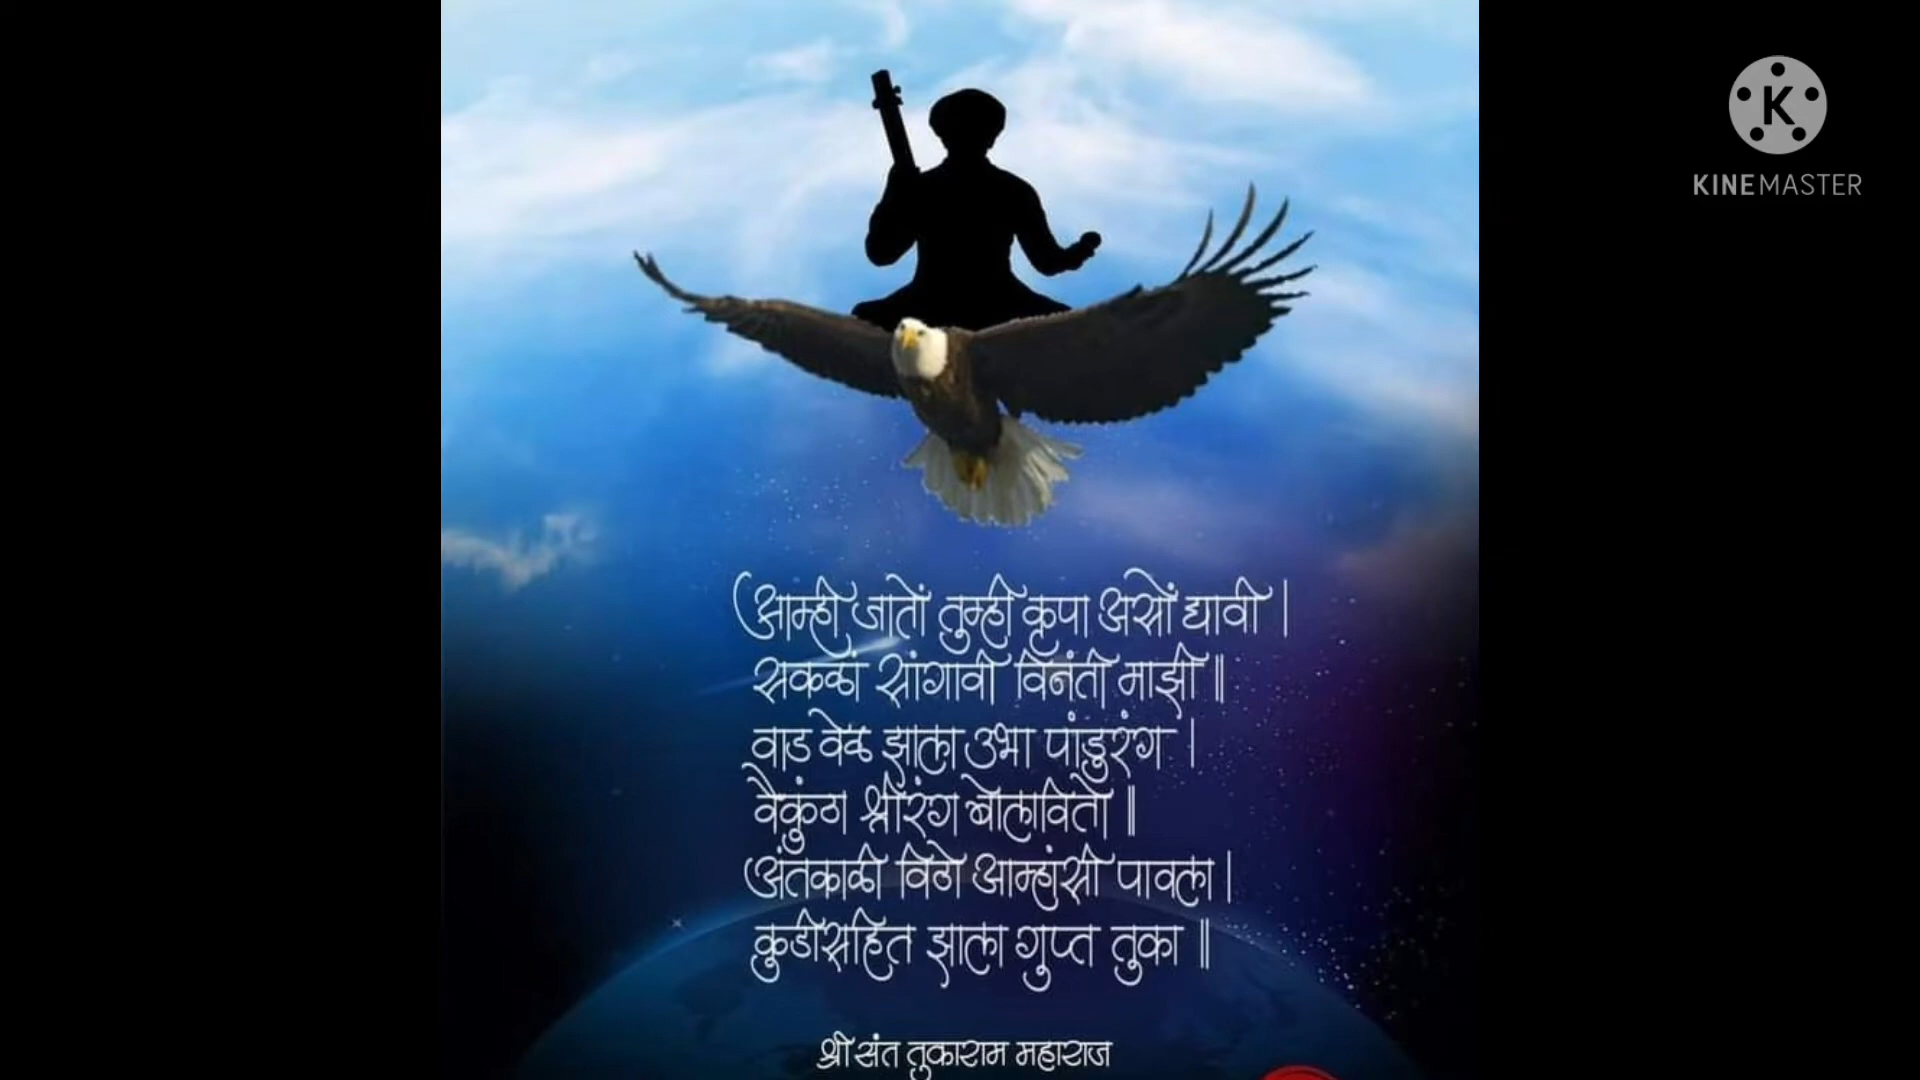 KINEMASTER
आम्ही जातों तुम्ही कृपा असों द्यावी |
सकळां सांगावी विनंती माझी ||
वाड वेळ झाला उभा पांडुरंग |
वैकुंठा श्रीरंग बोलावितो ||
अंतकाळी विठो आम्हांसी पावला |
कुडीसहित झाला गुप्त तुका ||
श्री संत तुकाराम महाराज